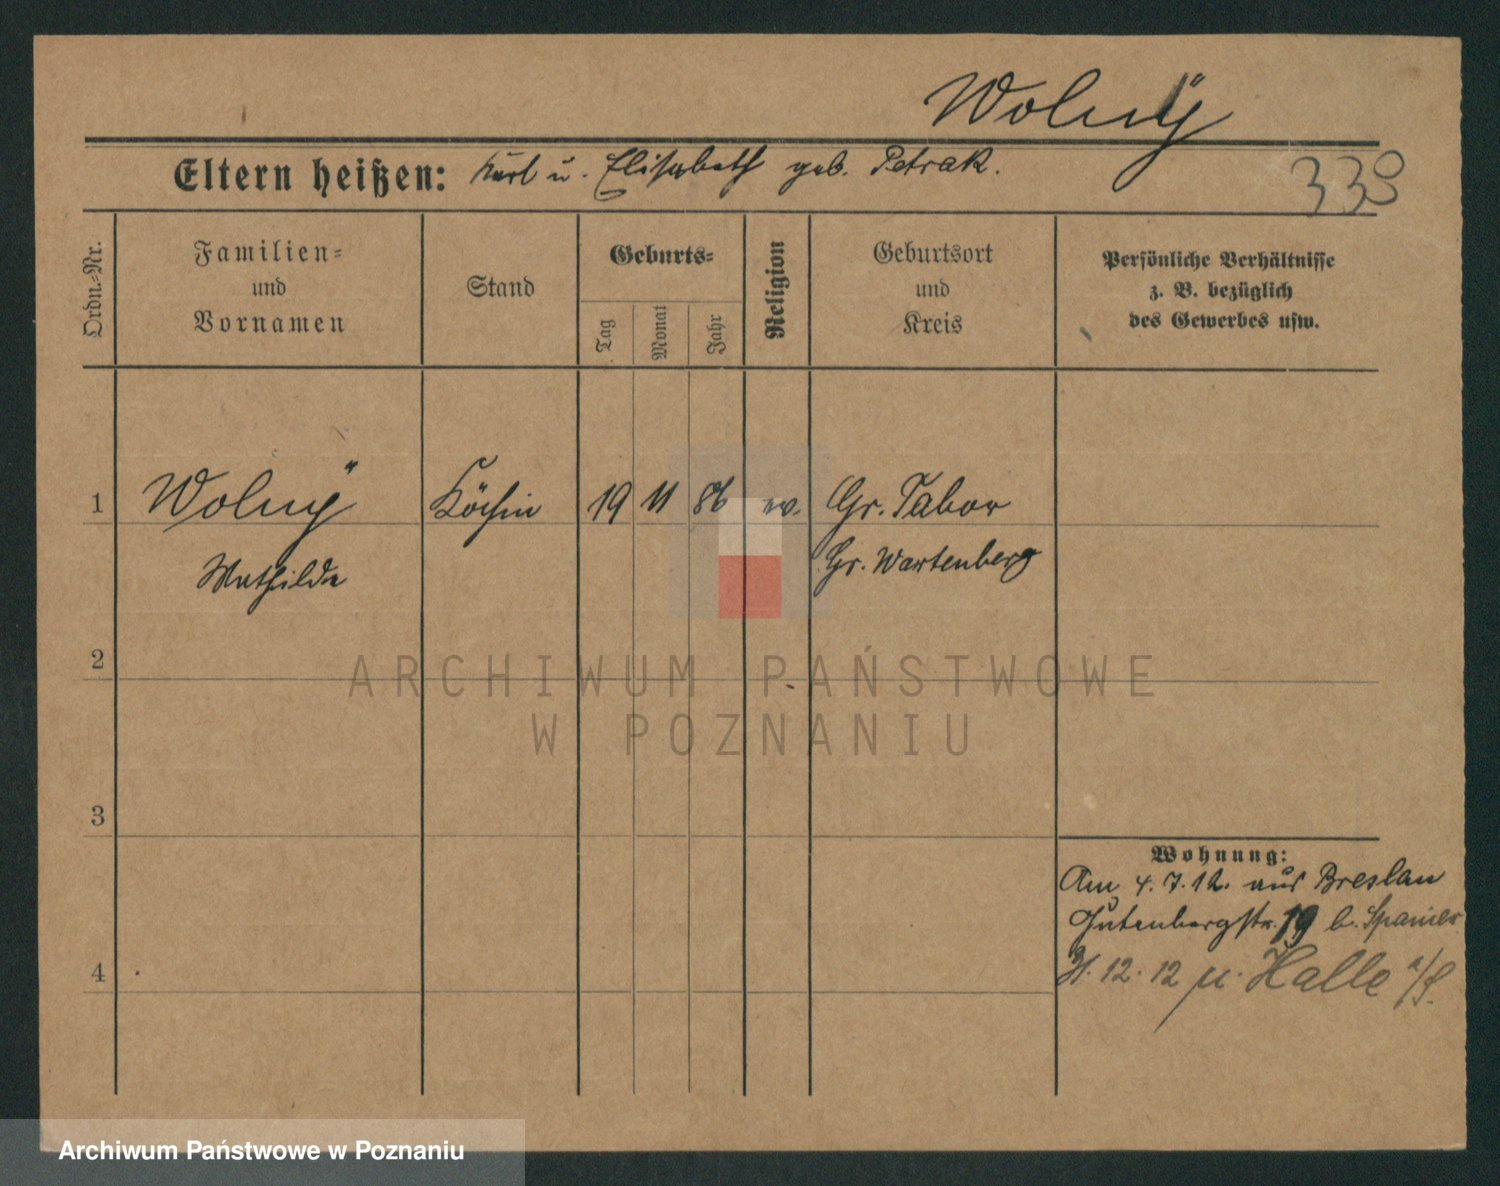 Wolnÿ
Eltern heißen: Karl u. Elisabeth geb. Petrak.
338
Ordn.-Nr.
Familien-
und
Vornamen
Stand
Geburts-
Tag
Monat
Jahr
Religion
Geburtsort
und
Kreis
Persönliche Verhältnisse
z. B. bezüglich
des Gewerbes usw.
1 Wolnÿ Köchin 19 11 86 ev. Gr. Tabor
Mathilde Gr. Wartenberg
2
ARCHIWUM PAŃSTWOWE
W POZNANIU
3
Wohnung:
Am 4.7.12. aus Breslau
Gutenbergstr. 19 b. Spanier
4
31.12.12 n. Halle a/S.
Archiwum Państwowe w Poznaniu